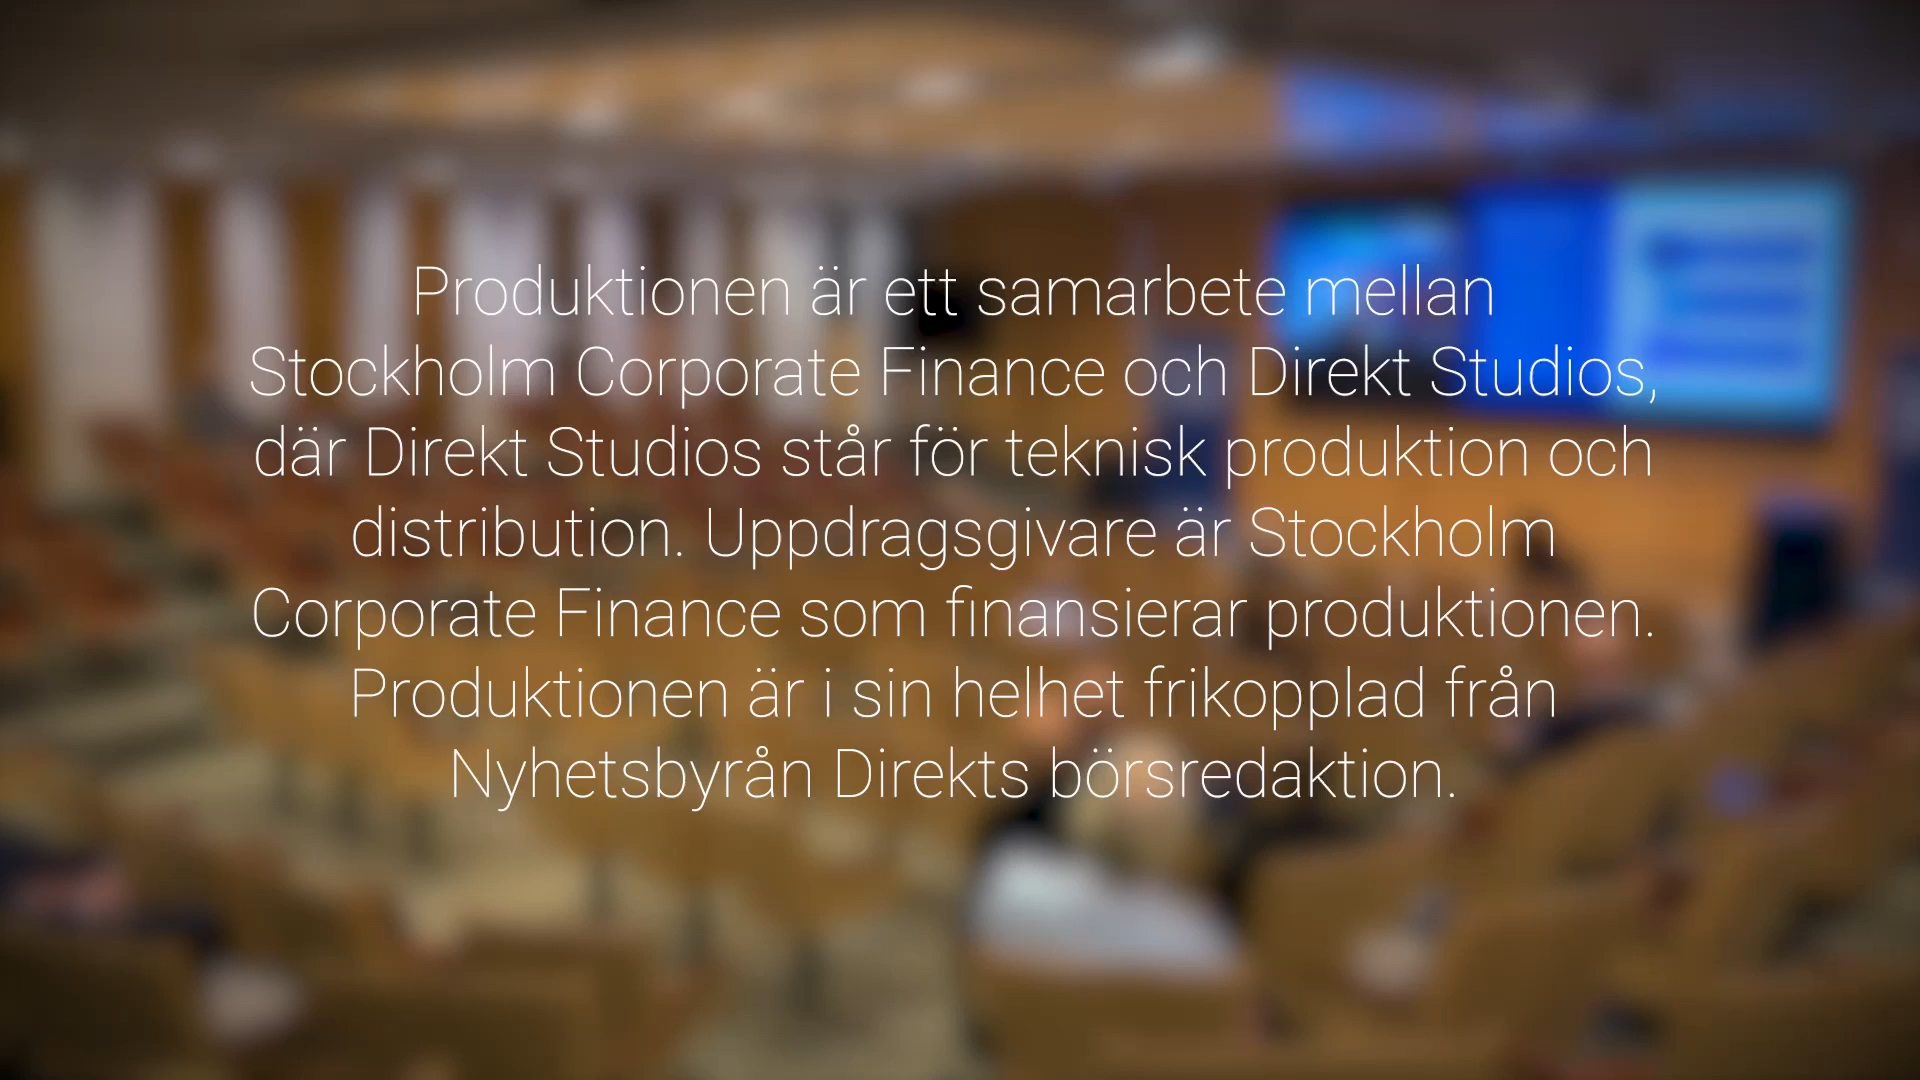 Produktionen är ett samarbete mellan
Stockholm Corporate Finance och Direkt Studios,
där Direkt Studios står för teknisk produktion och
distribution. Uppdragsgivare är Stockholm
Corporate Finance som finansierar produktionen.
Produktionen är i sin helhet frikopplad från
Nyhetsbyrån Direkts börsredaktion.